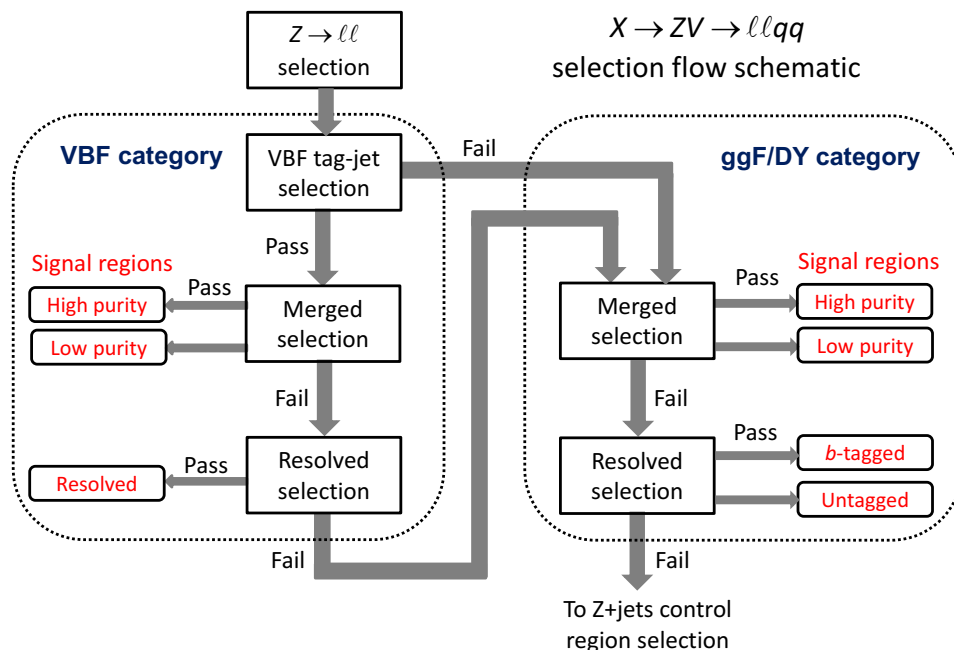 Z → ℓℓ
selection
X → ZV → ℓℓqq
selection flow schematic
VBF category
VBF tag-jet
selection
Fail
ggF/DY category
Pass
Signal regions
High purity
Pass
Low purity
Merged
selection
Merged
selection
Pass
Signal regions
High purity
Low purity
Fail
Fail
Resolved
Pass
Resolved
selection
Resolved
selection
Pass
b-tagged
Untagged
Fail
Fail
To Z+jets control
region selection